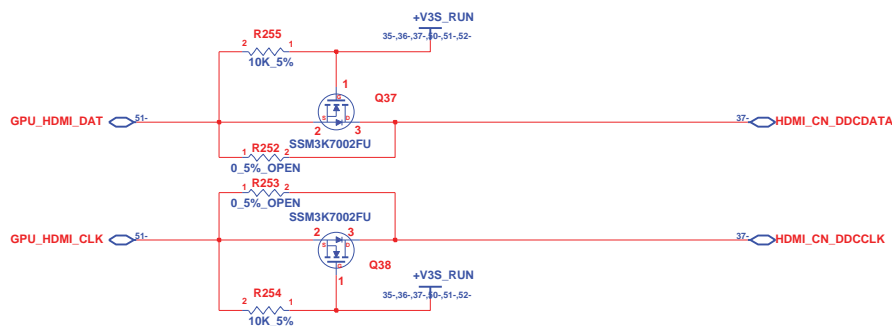 +V3S_RUN
R255
35-,36-,37-,50-,51-,52-
2 1
10K_5%
1
G
Q37
GPU_HDMI_DAT 51- S D 37- HDMI_CN_DDCDATA
2 3
SSM3K7002FU
R252
1 2
0_5%_OPEN
R253
1 2
0_5%_OPEN
SSM3K7002FU
GPU_HDMI_CLK 51- 2 3 37- HDMI_CN_DDCCLK
S D
G
Q38
1
+V3S_RUN
R254
2 1
35-,36-,37-,50-,51-,52-
10K_5%